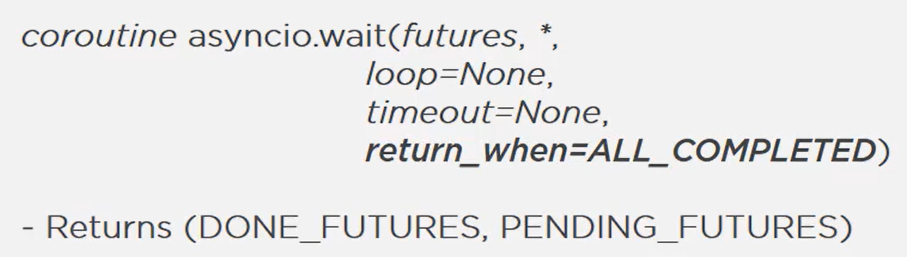 coroutine asyncio.wait(futures, *,
loop=None,
timeout=None,
return_when=ALL_COMPLETED)
- Returns (DONE_FUTURES, PENDING_FUTURES)